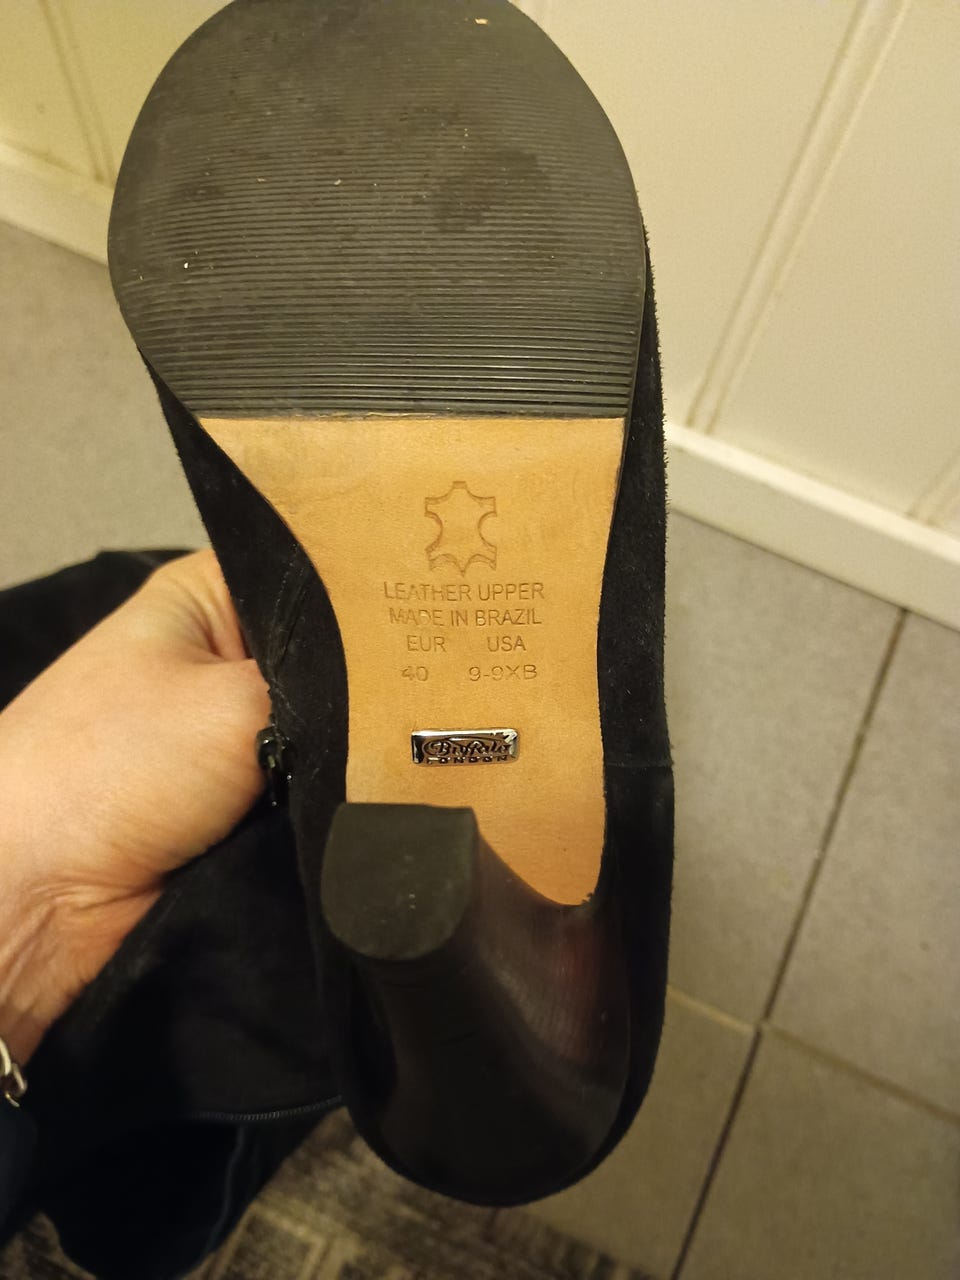 LEATHER UPPER
MADE IN BRAZIL
EUR USA
40 9-9XB
Buffalo
LONDON